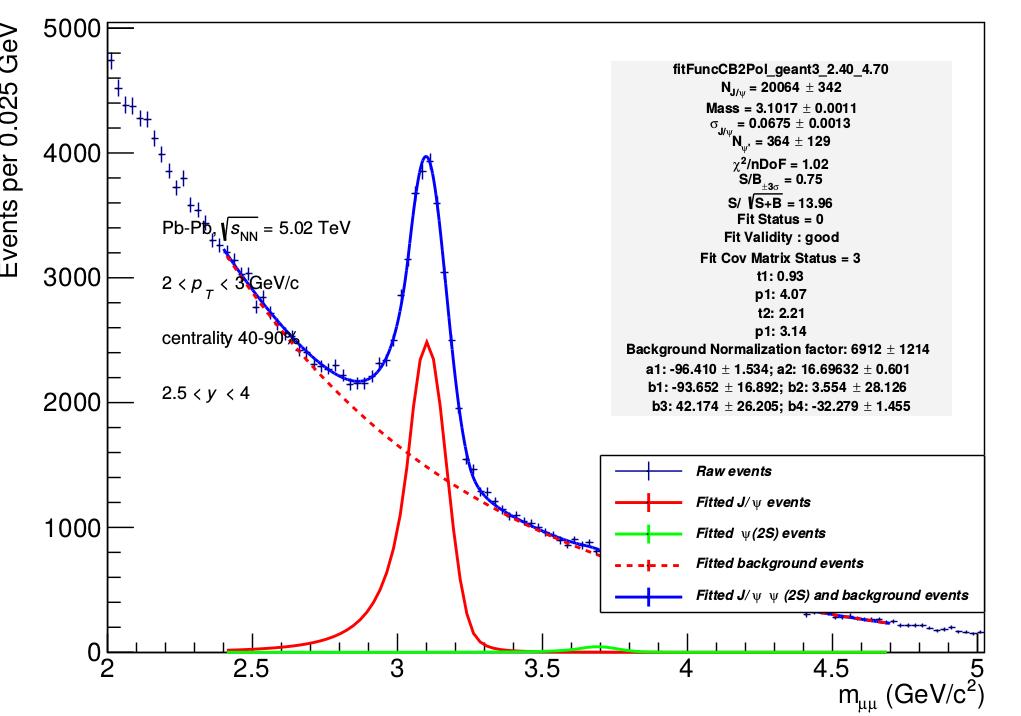 Events per 0.025 GeV
5000
4000
3000
2000
1000
0
2 2.5 3 3.5 4 4.5 5
m_μμ (GeV/c²)
Pb-Pb, √s_NN = 5.02 TeV
2 < p_T < 3 GeV/c
centrality 40-90%
2.5 < y < 4
fitFuncCB2Pol_geant3_2.40_4.70
N_J/ψ = 20064 ± 342
Mass = 3.1017 ± 0.0011
σ_J/ψ = 0.0675 ± 0.0013
N_ψ' = 364 ± 129
χ²/nDoF = 1.02
S/B_±3σ = 0.75
S/ √S+B = 13.96
Fit Status = 0
Fit Validity : good
Fit Cov Matrix Status = 3
t1: 0.93
p1: 4.07
t2: 2.21
p1: 3.14
Background Normalization factor: 6912 ± 1214
a1: -96.410 ± 1.534; a2: 16.69632 ± 0.601
b1: -93.652 ± 16.892; b2: 3.554 ± 28.126
b3: 42.174 ± 26.205; b4: -32.279 ± 1.455
Raw events
Fitted J/ψ events
Fitted ψ(2S) events
Fitted background events
Fitted J/ψ ψ (2S) and background events